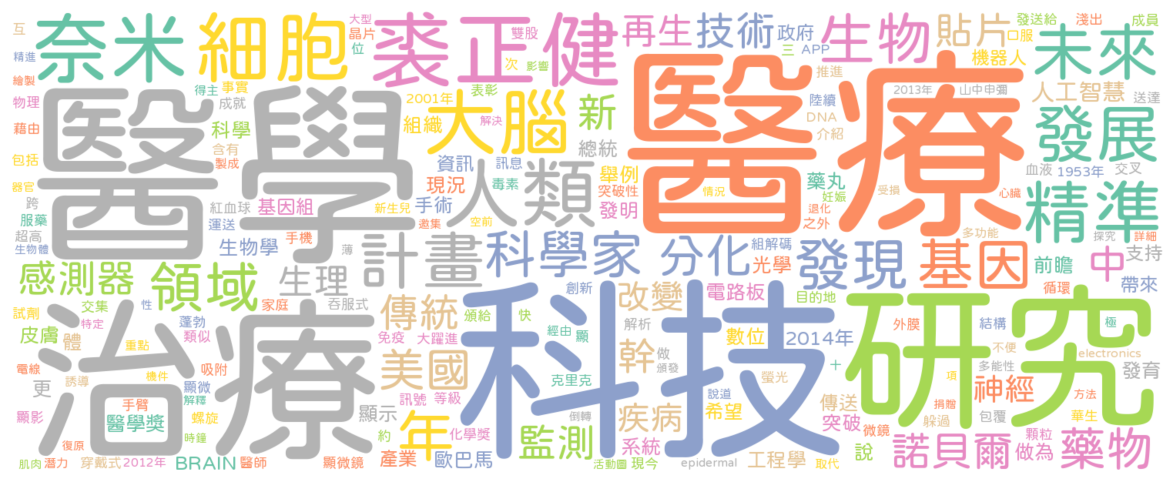 互
精進
繪製
奈米
細胞
大型
晶片
位
裘正健
雙股
次
影響
再生
技術
政府
三
APP
生物
貼片
發送給
口服
機器人
淺出
成員
未來
得主
事實
成就
2001年
表彰
解決
推進
陸續
2013年
山中申彌
人工智慧
送達
物理
藉由
包括
醫學
科學
含有
製成
組織
大腦
新
總統
醫療
DNA
介紹
發展
器官
跨
服藥
超高
生物體
紅血球
運送
基因組
生物學
手機
新生兒
資訊
訊息
現況
毒素
手術
邀集
空前
薄
人類
舉例
突破性
發明
情況
藥丸
妊娠
退化
之外
受損
心臟
多功能
血液
1953年
交叉
精準
探究
詳細
感測器
領域
生理
計畫
科學家
分化
組解碼
光學
發現
基因
前瞻
循環
中
支持
帶來
試劑
交集
性
家庭
吞服式
傳統
頒給
快
創新
經由
顯
改變
解析
電路板
目的地
數位
2014年
外膜
結構
極
皮膚
特定
體
重點
蓬勃
類似
治療
免疫
大躍進
美國
科技
幹
做
頒發
螢光
十
研究
不便
electronics
多能性
發育
電線
更
誘導
機件
吸附
顯微
解釋
顯示
訊號
等級
克里克
說道
希望
傳送
突破
微鏡
項
神經
捐贈
方法
顯影
手臂
醫學獎
螺旋
時鐘
約
年
化學獎
倒轉
監測
疾病
系統
躲過
包覆
華生
顆粒
做為
藥物
肌肉
復原
潛力
穿戴式
2012年
BRAIN
醫師
顯微鏡
產業
歐巴馬
活動圖
現今
epidermal
工程學
取代
說
諾貝爾